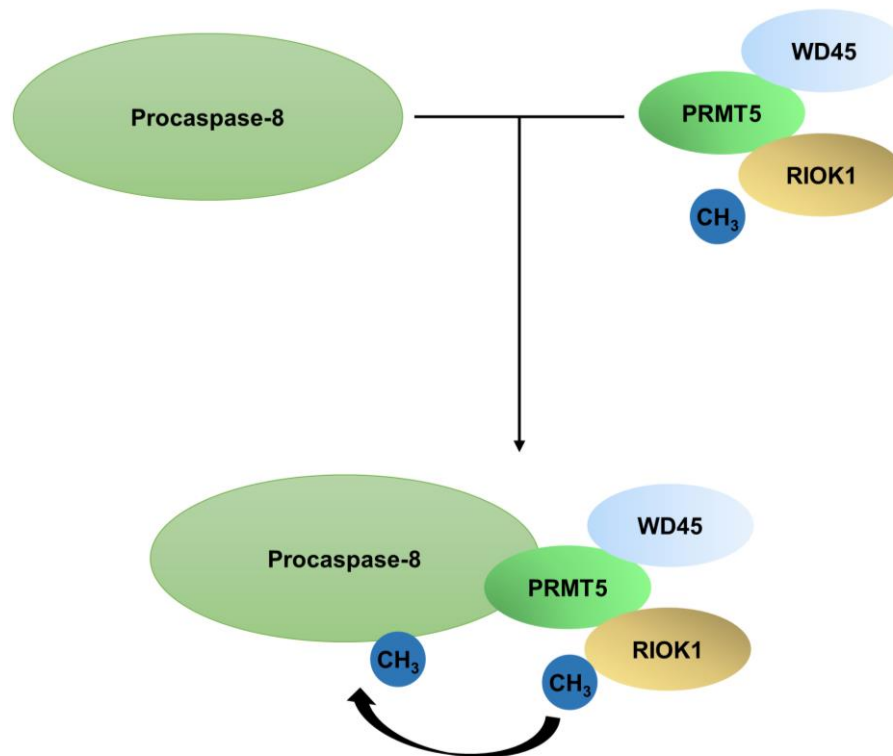 WD45
Procaspase-8
PRMT5
RIOK1
CH₃
WD45
Procaspase-8
PRMT5
RIOK1
CH₃
CH₃